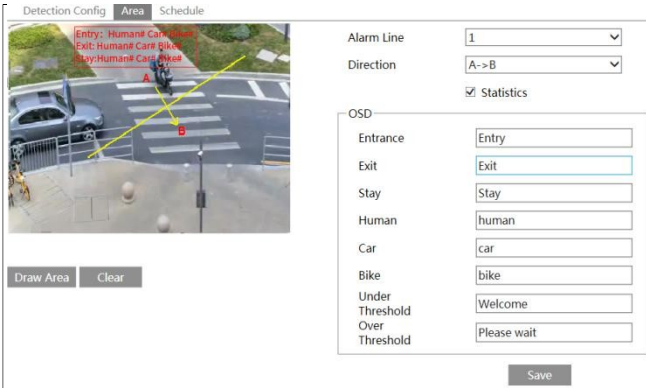 Detection Config Area Schedule
Entry: Human# Car# Bike#
Exit: Human# Car# Bike#
Stay:Human# Car# Bike#
A
B
Draw Area Clear
Alarm Line 1
Direction A->B
Statistics
OSD
Entrance Entry
Exit Exit
Stay Stay
Human human
Car car
Bike bike
Under Threshold Welcome
Over Threshold Please wait
Save